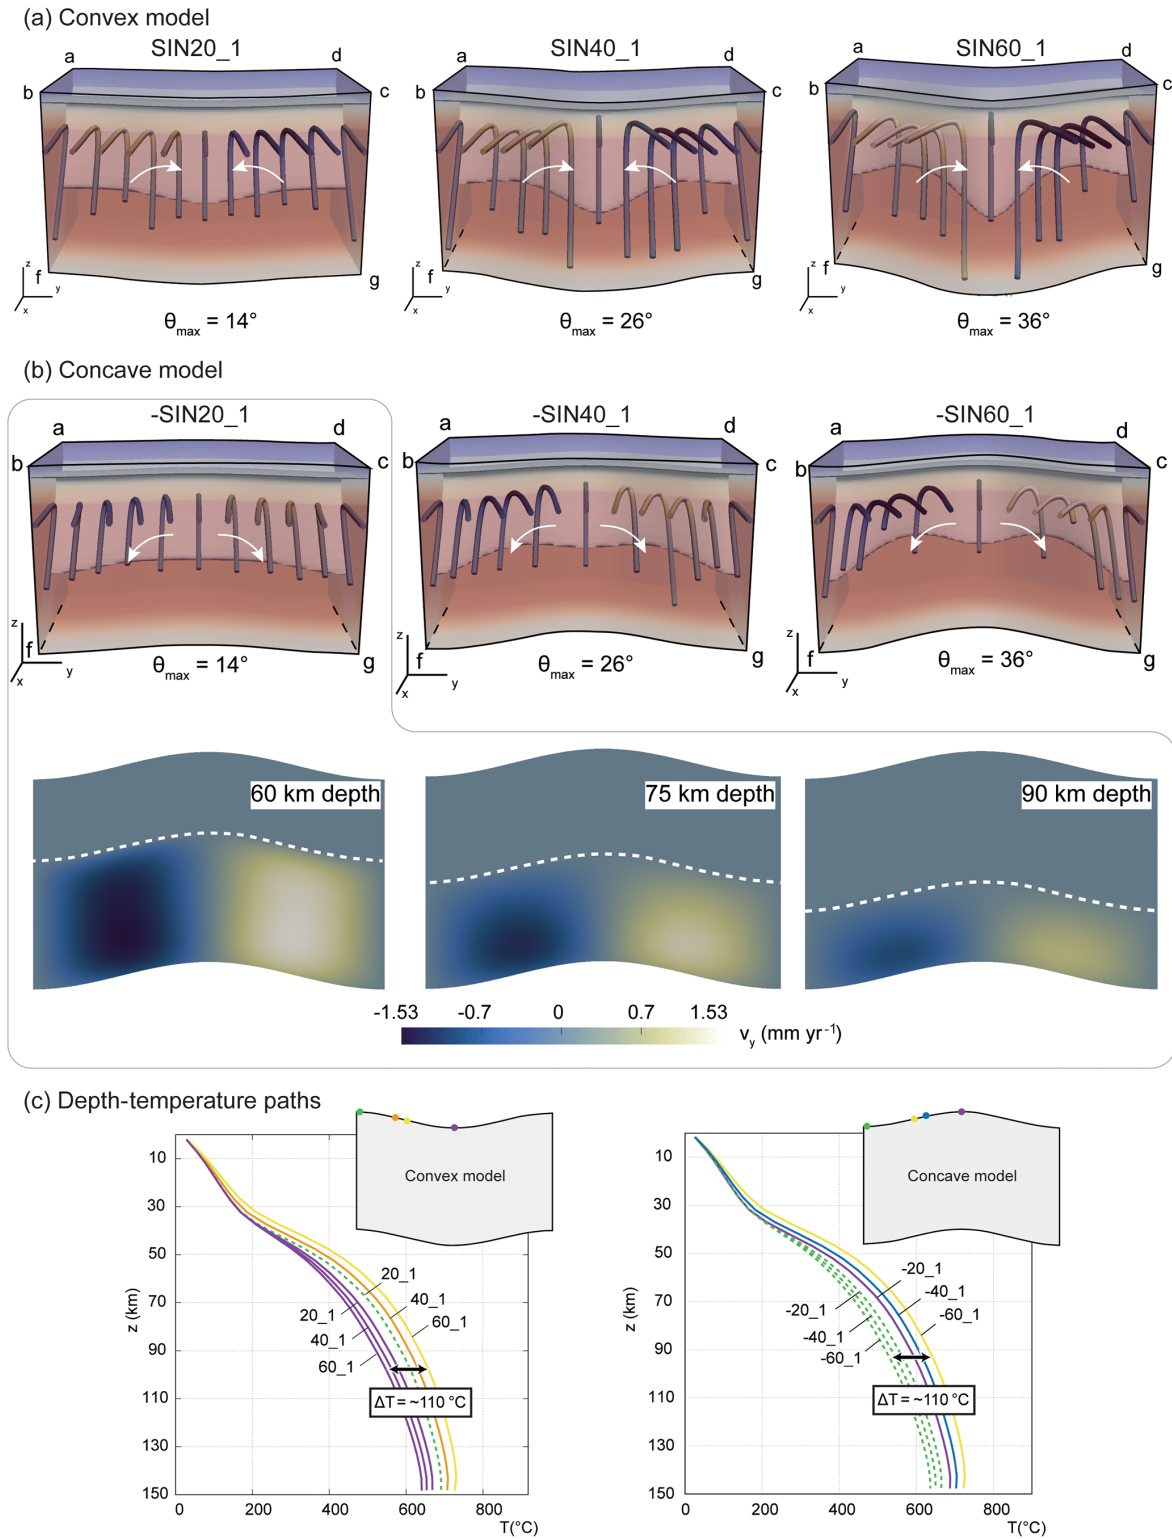 (a) Convex model
SIN20_1
SIN40_1
SIN60_1
a
d
b
c
f
g
z
y
x
θmax = 14°
a
d
b
c
f
g
z
y
x
θmax = 26°
a
d
b
c
f
g
z
y
x
θmax = 36°
(b) Concave model
-SIN20_1
-SIN40_1
-SIN60_1
a
d
b
c
f
g
z
y
x
θmax = 14°
a
d
b
c
f
g
z
y
x
θmax = 26°
a
d
b
c
f
g
z
y
x
θmax = 36°
60 km depth
75 km depth
90 km depth
-1.53 -0.7 0 0.7 1.53
vy (mm yr-1)
(c) Depth-temperature paths
Convex model
10
30
50
70
90
110
130
150
z (km)
20_1
40_1
60_1
20_1
40_1
60_1
ΔT = ~110 °C
0 200 400 600 800
T(°C)
Concave model
10
30
50
70
90
110
130
150
z (km)
-20_1
-40_1
-60_1
-20_1
-40_1
-60_1
ΔT = ~110 °C
0 200 400 600 800
T(°C)